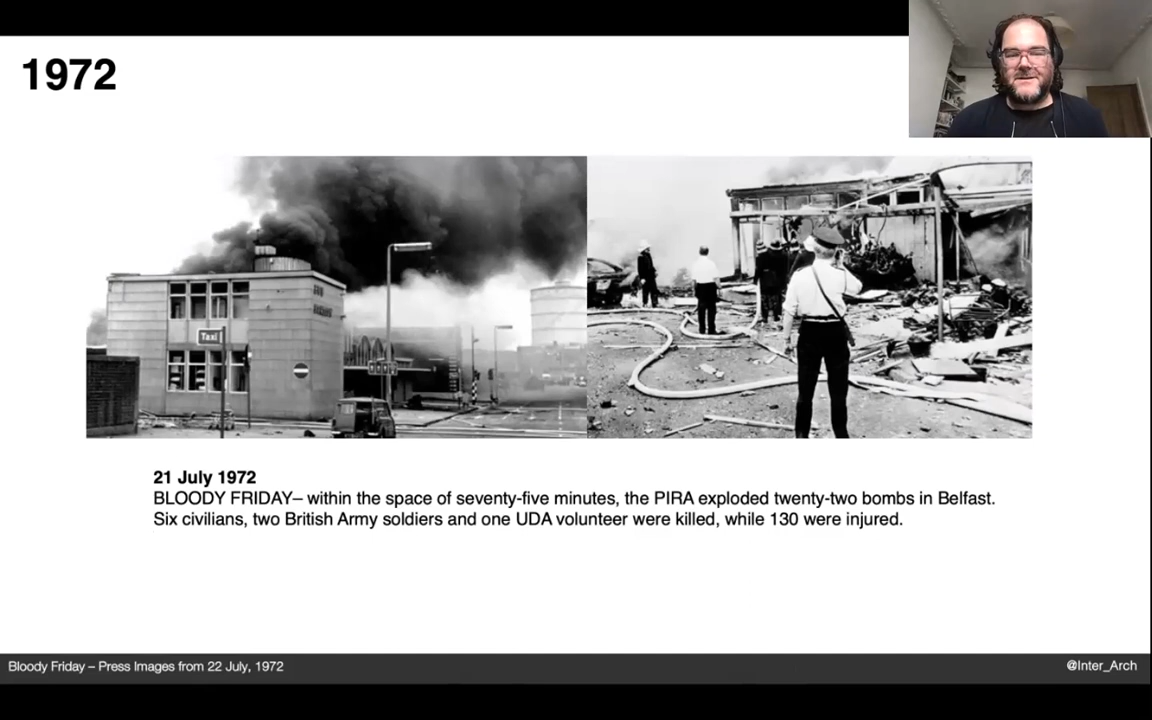 1972
Taxi
21 July 1972
BLOODY FRIDAY– within the space of seventy-five minutes, the PIRA exploded twenty-two bombs in Belfast.
Six civilians, two British Army soldiers and one UDA volunteer were killed, while 130 were injured.
Bloody Friday – Press Images from 22 July, 1972
@Inter_Arch